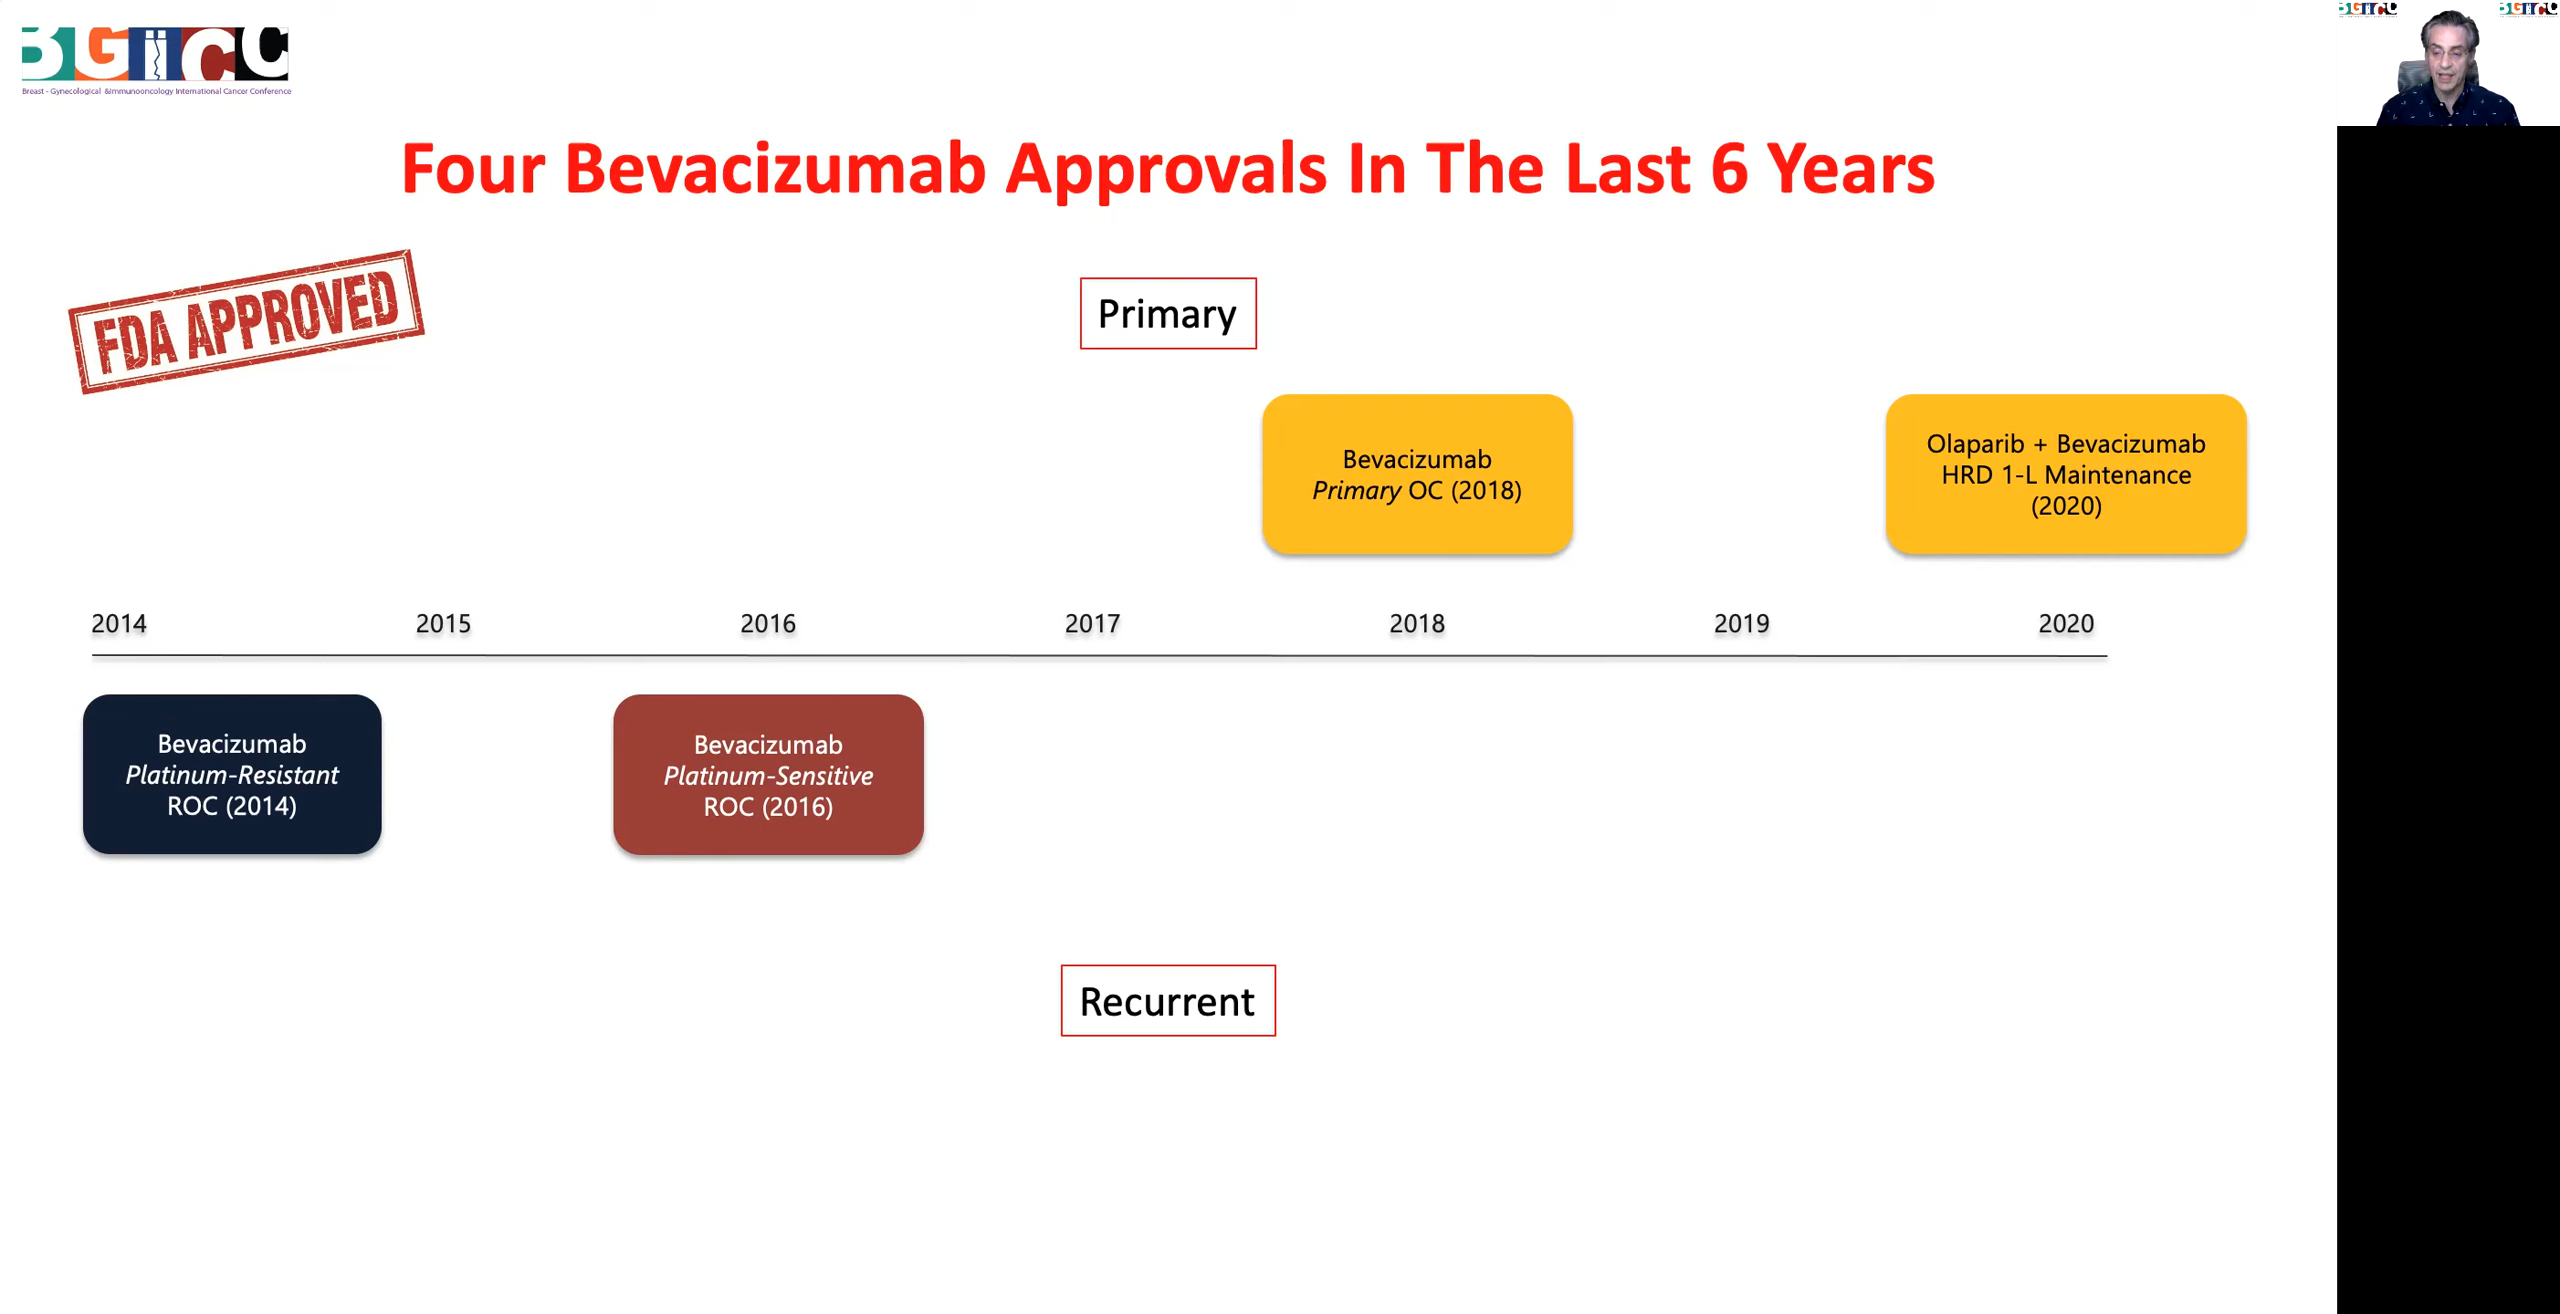 BGIICC
Breast - Gynecological &Immunooncology International Cancer Conference
Four Bevacizumab Approvals In The Last 6 Years
FDA APPROVED
Primary
Bevacizumab
Primary OC (2018)
Olaparib + Bevacizumab
HRD 1-L Maintenance
(2020)
2014 2015 2016 2017 2018 2019 2020
Bevacizumab
Platinum-Resistant
ROC (2014)
Bevacizumab
Platinum-Sensitive
ROC (2016)
Recurrent